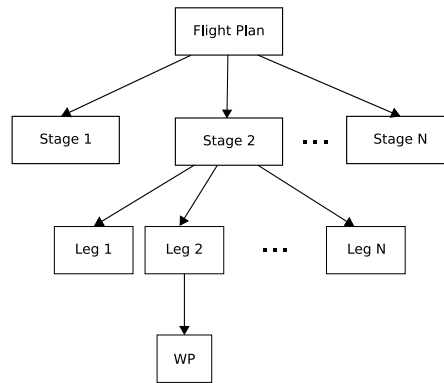 Flight Plan
Stage 1
Stage 2
Stage N
Leg 1
Leg 2
Leg N
WP